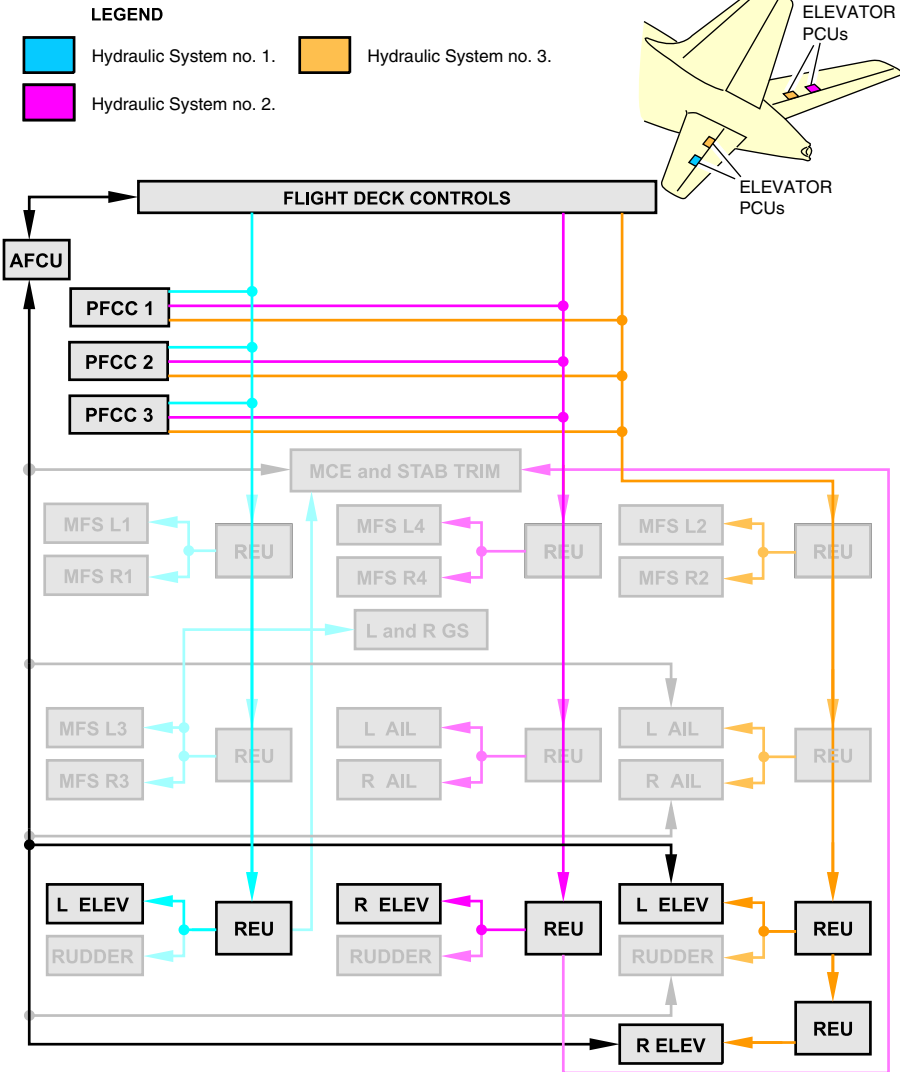 LEGEND
Hydraulic System no. 1.
Hydraulic System no. 3.
Hydraulic System no. 2.
ELEVATOR
PCUs
ELEVATOR
PCUs
FLIGHT DECK CONTROLS
AFCU
PFCC 1
PFCC 2
PFCC 3
MCE and STAB TRIM
MFS L1
REU
MFS R1
MFS L4
REU
MFS R4
MFS L2
REU
MFS R2
L and R GS
MFS L3
REU
MFS R3
L AIL
REU
R AIL
L AIL
REU
R AIL
L ELEV
REU
RUDDER
R ELEV
REU
RUDDER
L ELEV
REU
RUDDER
REU
R ELEV